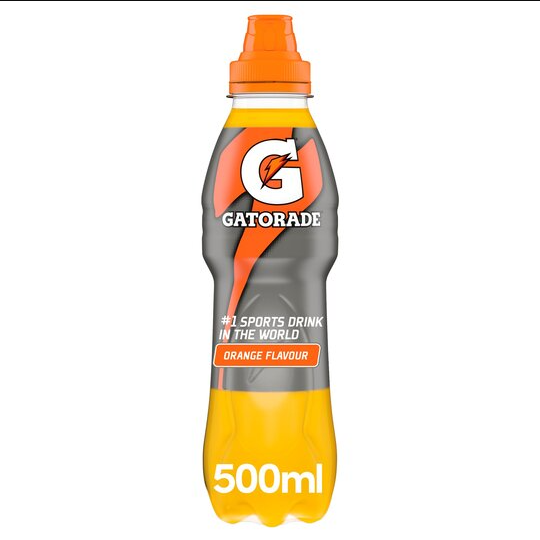 G
GATORADE
#1 SPORTS DRINK
IN THE WORLD
ORANGE FLAVOUR
500ml